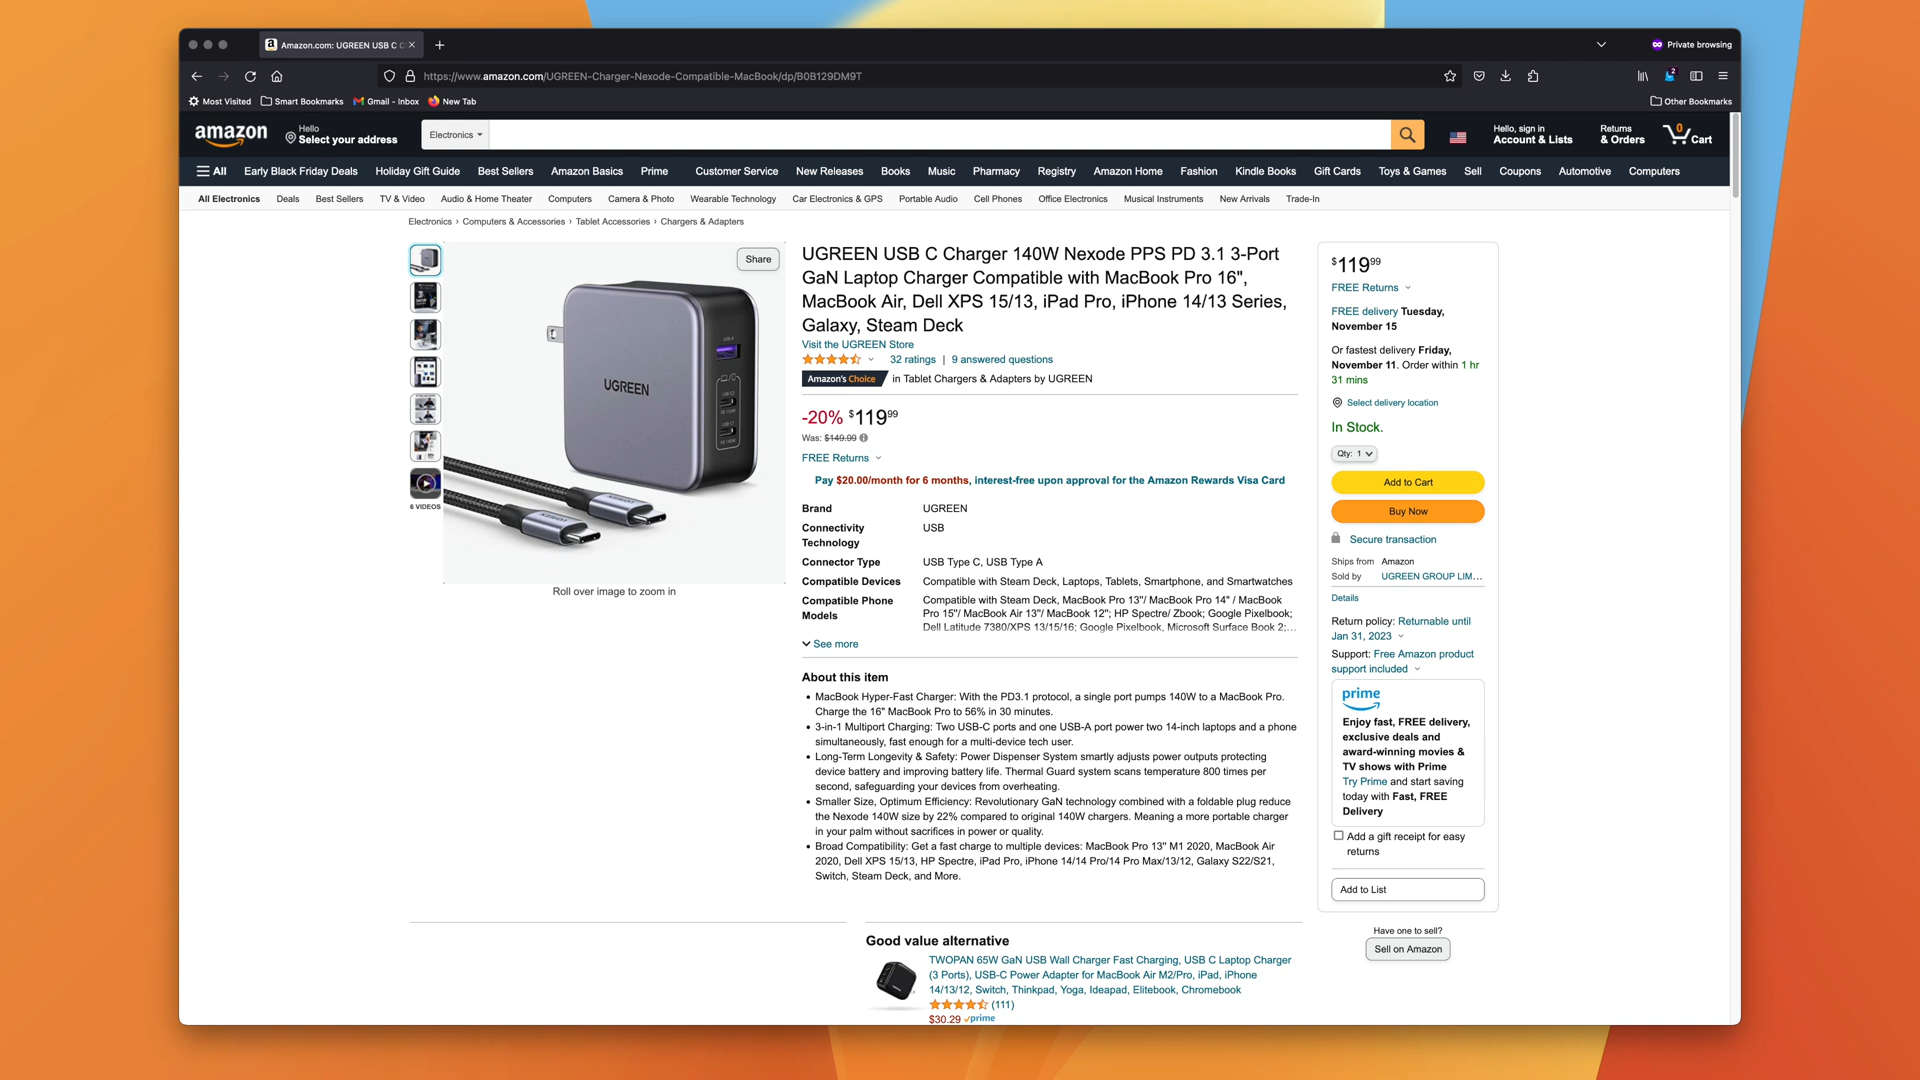 Amazon.com: UGREEN USB C C
Private browsing
https://www.amazon.com/UGREEN-Charger-Nexode-Compatible-MacBook/dp/B0B129DM9T
2
Most Visited
Smart Bookmarks
Gmail - Inbox
New Tab
Other Bookmarks
amazon
Hello
Select your address
Electronics
Hello, sign in
Account & Lists
Returns
& Orders
0
Cart
All
Early Black Friday Deals
Holiday Gift Guide
Best Sellers
Amazon Basics
Prime
Customer Service
New Releases
Books
Music
Pharmacy
Registry
Amazon Home
Fashion
Kindle Books
Gift Cards
Toys & Games
Sell
Coupons
Automotive
Computers
All Electronics
Deals
Best Sellers
TV & Video
Audio & Home Theater
Computers
Camera & Photo
Wearable Technology
Car Electronics & GPS
Portable Audio
Cell Phones
Office Electronics
Musical Instruments
New Arrivals
Trade-In
Electronics › Computers & Accessories › Tablet Accessories › Chargers & Adapters
Share
UGREEN
6 VIDEOS
Roll over image to zoom in
UGREEN USB C Charger 140W Nexode PPS PD 3.1 3-Port
GaN Laptop Charger Compatible with MacBook Pro 16",
MacBook Air, Dell XPS 15/13, iPad Pro, iPhone 14/13 Series,
Galaxy, Steam Deck
Visit the UGREEN Store
32 ratings | 9 answered questions
Amazon's Choice in Tablet Chargers & Adapters by UGREEN
-20% $11999
Was: $149.99
FREE Returns
Pay $20.00/month for 6 months, interest-free upon approval for the Amazon Rewards Visa Card
Brand UGREEN
Connectivity USB
Technology
Connector Type USB Type C, USB Type A
Compatible Devices Compatible with Steam Deck, Laptops, Tablets, Smartphone, and Smartwatches
Compatible Phone Compatible with Steam Deck, MacBook Pro 13"/ MacBook Pro 14" / MacBook
Models Pro 15"/ MacBook Air 13"/ MacBook 12"; HP Spectre/ Zbook; Google Pixelbook;
Dell Latitude 7380/XPS 13/15/16; Google Pixelbook, Microsoft Surface Book 2;…
See more
About this item
• MacBook Hyper-Fast Charger: With the PD3.1 protocol, a single port pumps 140W to a MacBook Pro.
Charge the 16" MacBook Pro to 56% in 30 minutes.
• 3-in-1 Multiport Charging: Two USB-C ports and one USB-A port power two 14-inch laptops and a phone
simultaneously, fast enough for a multi-device tech user.
• Long-Term Longevity & Safety: Power Dispenser System smartly adjusts power outputs protecting
device battery and improving battery life. Thermal Guard system scans temperature 800 times per
second, safeguarding your devices from overheating.
• Smaller Size, Optimum Efficiency: Revolutionary GaN technology combined with a foldable plug reduce
the Nexode 140W size by 22% compared to original 140W chargers. Meaning a more portable charger
in your palm without sacrifices in power or quality.
• Broad Compatibility: Get a fast charge to multiple devices: MacBook Pro 13" M1 2020, MacBook Air
2020, Dell XPS 15/13, HP Spectre, iPad Pro, iPhone 14/14 Pro/14 Pro Max/13/12, Galaxy S22/S21,
Switch, Steam Deck, and More.
Good value alternative
TWOPAN 65W GaN USB Wall Charger Fast Charging, USB C Laptop Charger
(3 Ports), USB-C Power Adapter for MacBook Air M2/Pro, iPad, iPhone
14/13/12, Switch, Thinkpad, Yoga, Ideapad, Elitebook, Chromebook
(111)
$30.29 prime
$11999
FREE Returns
FREE delivery Tuesday,
November 15
Or fastest delivery Friday,
November 11. Order within 1 hr
31 mins
Select delivery location
In Stock.
Qty: 1
Add to Cart
Buy Now
Secure transaction
Ships from Amazon
Sold by UGREEN GROUP LIM…
Details
Return policy: Returnable until
Jan 31, 2023
Support: Free Amazon product
support included
prime
Enjoy fast, FREE delivery,
exclusive deals and
award-winning movies &
TV shows with Prime
Try Prime and start saving
today with Fast, FREE
Delivery
Add a gift receipt for easy
returns
Add to List
Have one to sell?
Sell on Amazon